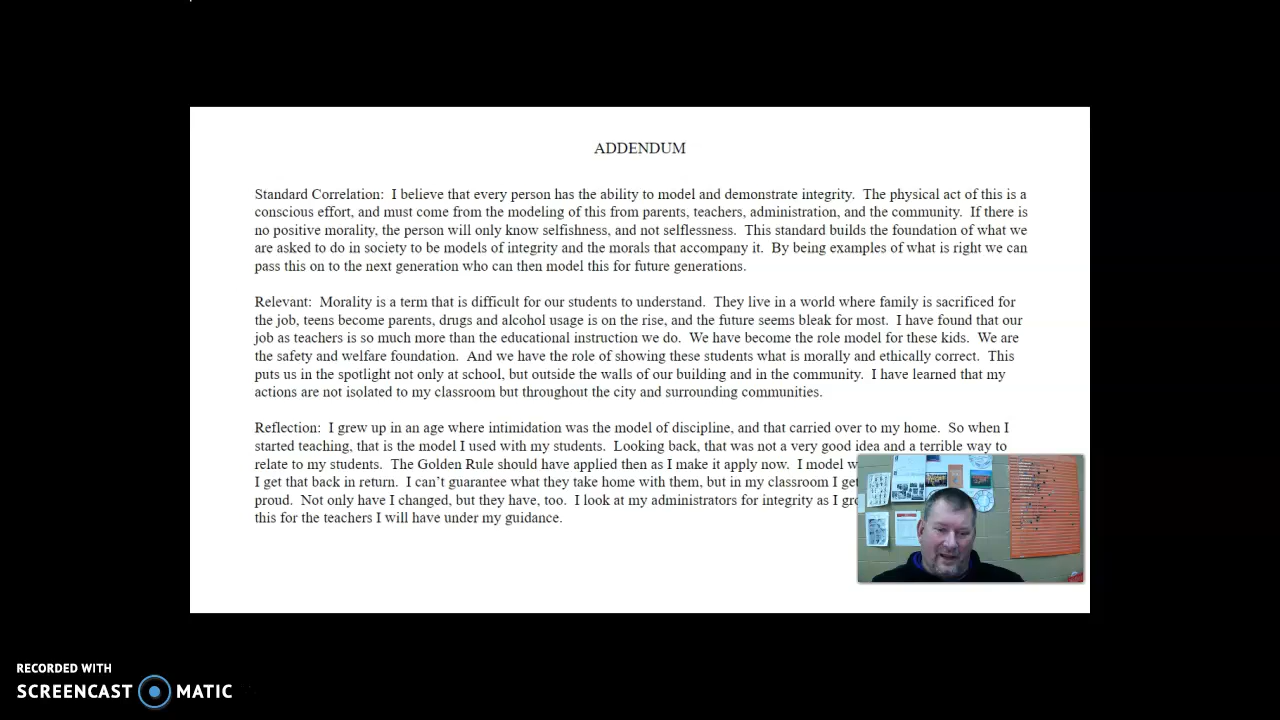 ADDENDUM
Standard Correlation: I believe that every person has the ability to model and demonstrate integrity. The physical act of this is a
conscious effort, and must come from the modeling of this from parents, teachers, administration, and the community. If there is
no positive morality, the person will only know selfishness, and not selflessness. This standard builds the foundation of what we
are asked to do in society to be models of integrity and the morals that accompany it. By being examples of what is right we can
pass this on to the next generation who can then model this for future generations.
Relevant: Morality is a term that is difficult for our students to understand. They live in a world where family is sacrificed for
the job, teens become parents, drugs and alcohol usage is on the rise, and the future seems bleak for most. I have found that our
job as teachers is so much more than the educational instruction we do. We have become the role model for these kids. We are
the safety and welfare foundation. And we have the role of showing these students what is morally and ethically correct. This
puts us in the spotlight not only at school, but outside the walls of our building and in the community. I have learned that my
actions are not isolated to my classroom but throughout the city and surrounding communities.
Reflection: I grew up in an age where intimidation was the model of discipline, and that carried over to my home. So when I
started teaching, that is the model I used with my students. Looking back, that was not a very good idea and a terrible way to
relate to my students. The Golden Rule should have applied then as I make it apply now. I model
I get that back in return. I can't guarantee what they take home with them, but in my classroom I
proud. Not only have I changed, but they have, too. I look at my administrators for integrity as I
this for the teachers I will have under my guidance.
RECORDED WITH
SCREENCAST MATIC